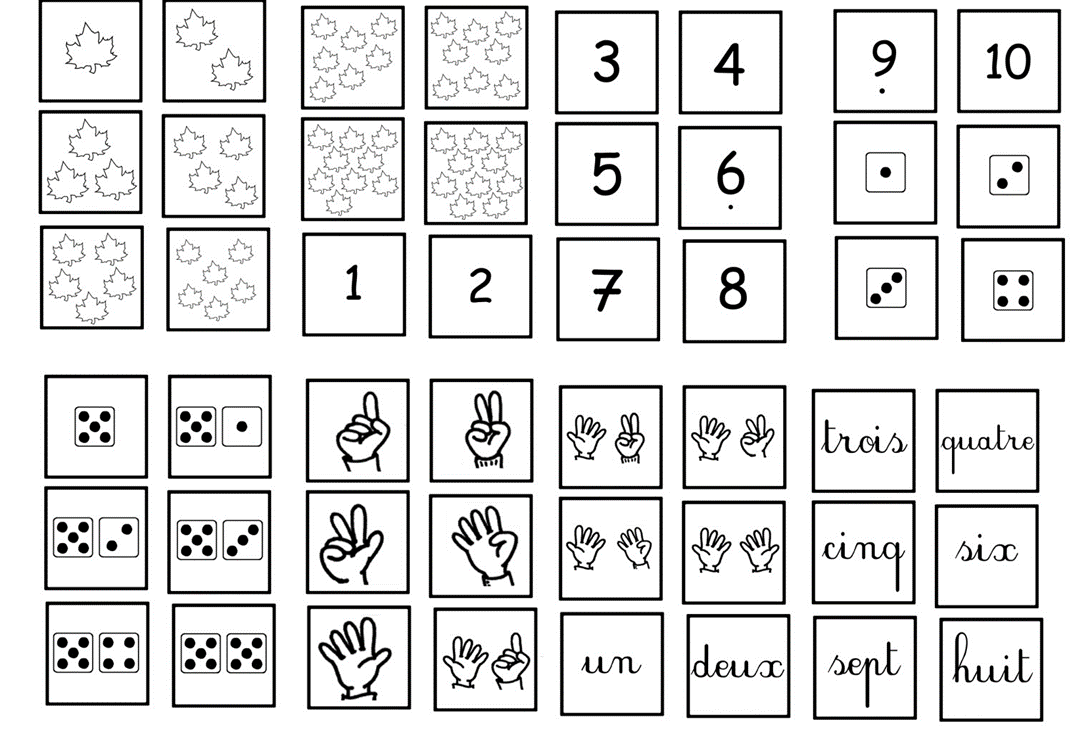 3 4 9 10
5 6
1 2 7 8
trois quatre
cinq six
un deux sept huit